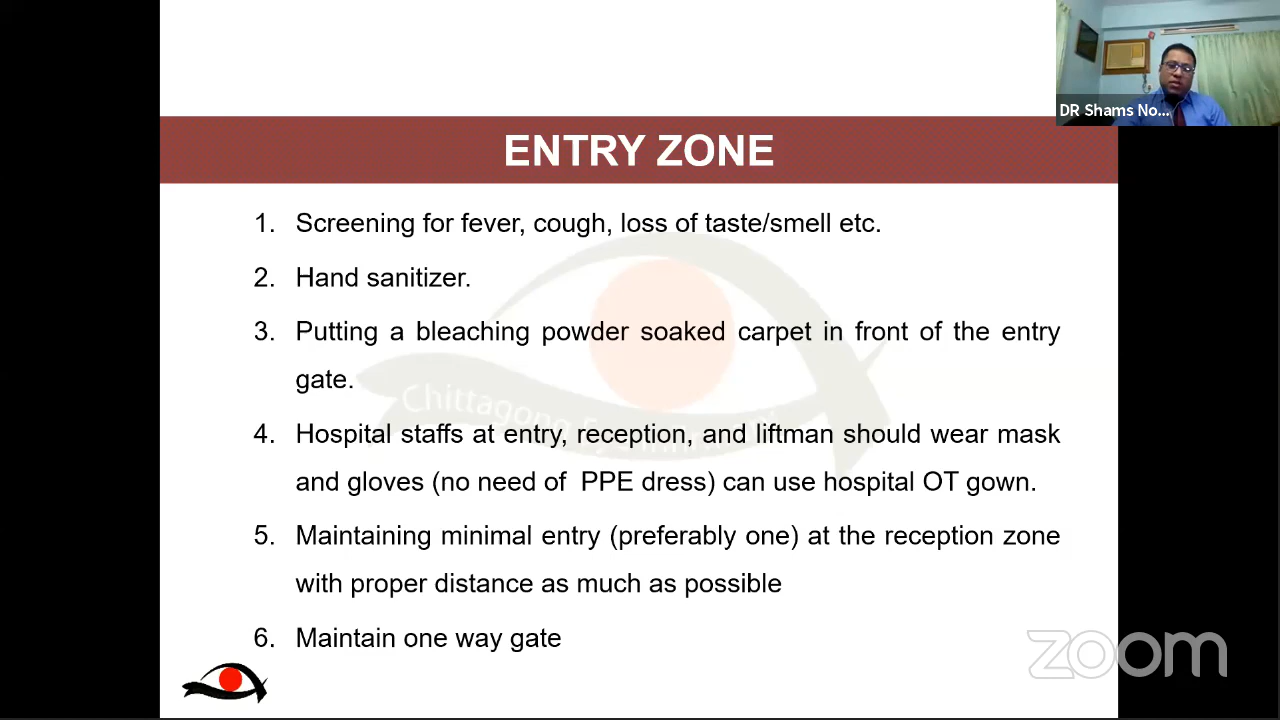 DR Shams No...
ENTRY ZONE
1. Screening for fever, cough, loss of taste/smell etc.
2. Hand sanitizer.
3. Putting a bleaching powder soaked carpet in front of the entry
gate.
4. Hospital staffs at entry, reception, and liftman should wear mask
and gloves (no need of PPE dress) can use hospital OT gown.
5. Maintaining minimal entry (preferably one) at the reception zone
with proper distance as much as possible
6. Maintain one way gate
Chittagong
zoom